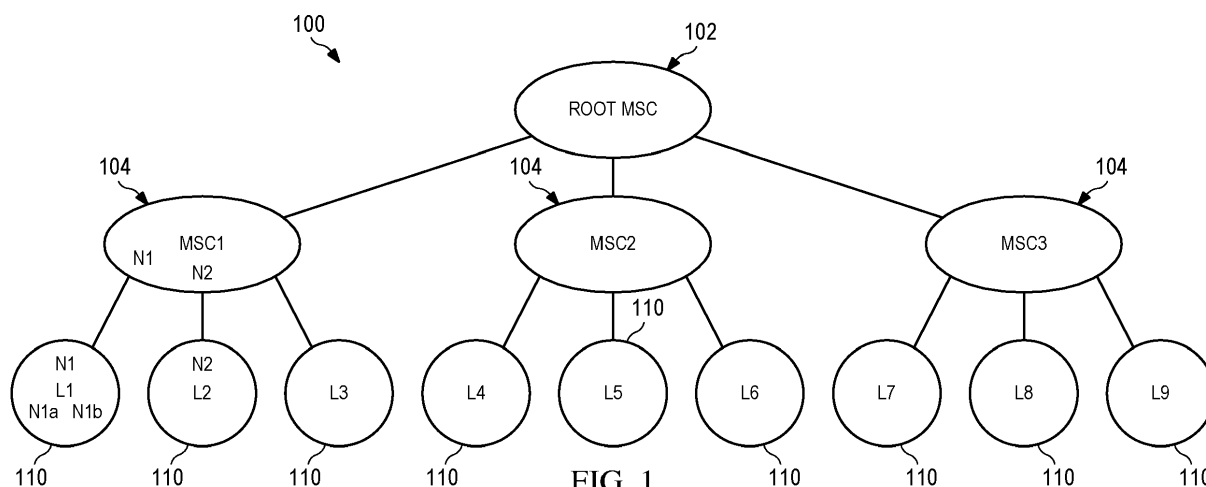 100
102
ROOT MSC
104
104
104
MSC1
MSC2
MSC3
N1
N2
110
N1
N2
L1
L2
L3
L4
L5
L6
L7
L8
L9
N1a N1b
110
110
110
110
110
110
110
110
FIG. 1